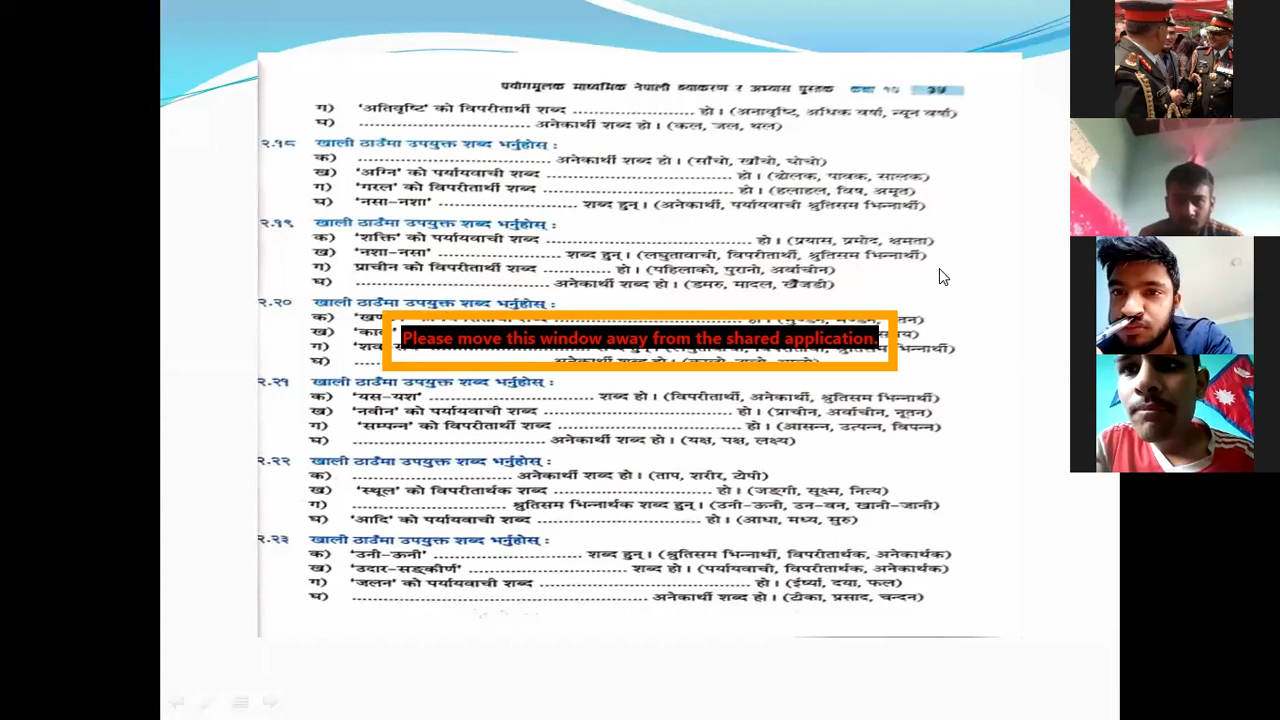 प्रयोगमूलक माध्यमिक नेपाली व्याकरण र अभ्यास पुस्तक कक्षा १०
ग) 'अतिवृष्टि' को विपरीतार्थी शब्द .......................... हो। (अनावृष्टि, अधिक वर्षा, न्यून वर्षा)
घ) .......................................... अनेकार्थी शब्द हो। (कल, जल, थल)
२.१८ खाली ठाउँमा उपयुक्त शब्द भर्नुहोस् :
क) .............................................. अनेकार्थी शब्द हो। (साँचो, खाँचो, घोचो)
ख) 'अग्नि' को पर्यायवाची शब्द ............................................ हो। (ढोलक, पावक, सालक)
ग) 'गरल' को विपरीतार्थी शब्द ............................................ हो। (हलाहल, विष, अमृत)
घ) 'नसा-नशा' .................................. शब्द हुन्। (अनेकार्थी, पर्यायवाची श्रुतिसम भिन्नार्थी)
२.१९ खाली ठाउँमा उपयुक्त शब्द भर्नुहोस् :
क) 'शक्ति' को पर्यायवाची शब्द .................................................. हो। (प्रयास, प्रमोद, क्षमता)
ख) 'नशा-नसा' .............................. शब्द हुन्। (लघुतावाची, विपरीतार्थी, श्रुतिसम भिन्नार्थी)
ग) प्राचीन को विपरीतार्थी शब्द ................. हो। (पहिलाको, पुरानो, अर्वाचीन)
घ) .............................................. अनेकार्थी शब्द हो। (डमरु, मादल, खैँजडी)
२.२० खाली ठाउँमा उपयुक्त शब्द भर्नुहोस् :
Please move this window away from the shared application.
२.२१ खाली ठाउँमा उपयुक्त शब्द भर्नुहोस् :
क) 'यस-यश' ........................................ शब्द हो। (विपरीतार्थी, अनेकार्थी, श्रुतिसम भिन्नार्थी)
ख) 'नवीन' को पर्यायवाची शब्द .............................................. हो। (प्राचीन, अर्वाचीन, नूतन)
ग) 'सम्पन्न' को विपरीतार्थी शब्द .............................................. हो। (आसन्न, उत्पन्न, विपन्न)
घ) .............................................. अनेकार्थी शब्द हो। (यक्ष, पक्ष, लक्ष्य)
२.२२ खाली ठाउँमा उपयुक्त शब्द भर्नुहोस् :
क) ...................................... अनेकार्थी शब्द हो। (ताप, शरीर, टोपी)
ख) 'स्थूल' को विपरीतार्थक शब्द ...................................... हो। (जङ्गी, सूक्ष्म, नित्य)
ग) .................................... श्रुतिसम भिन्नार्थक शब्द हुन्। (उनी-ऊनी, उन-वन, खानी-जानी)
घ) 'आदि' को पर्यायवाची शब्द ...................................... हो। (आधा, मध्य, सुरु)
२.२३ खाली ठाउँमा उपयुक्त शब्द भर्नुहोस् :
क) 'उनी-ऊनी' ...................................... शब्द हुन्। (श्रुतिसम भिन्नार्थी, विपरीतार्थक, अनेकार्थक)
ख) 'उदार-सङ्कीर्ण' ...................................... शब्द हो। (पर्यायवाची, विपरीतार्थक, अनेकार्थक)
ग) 'जलन' को पर्यायवाची शब्द .................................................. हो। (ईर्ष्या, दया, फल)
घ) ...................................................................... अनेकार्थी शब्द हो। (टीका, प्रसाद, चन्दन)